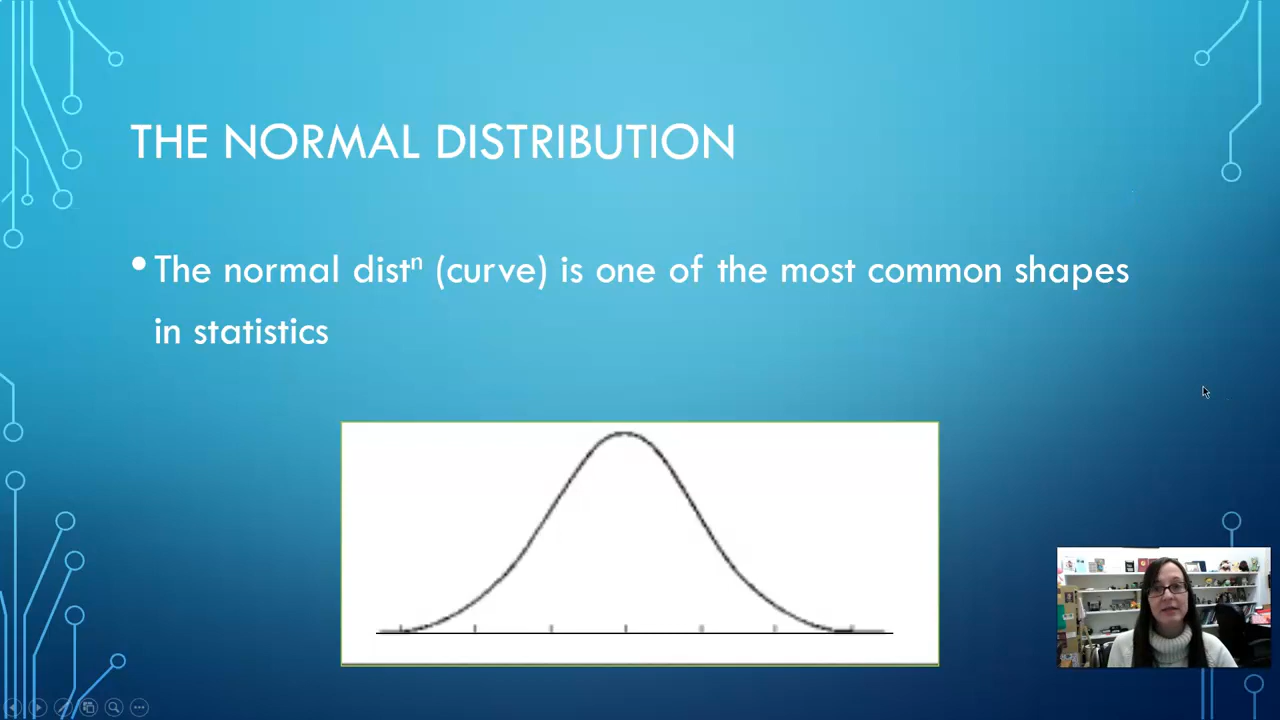 THE NORMAL DISTRIBUTION
• The normal distⁿ (curve) is one of the most common shapes
in statistics